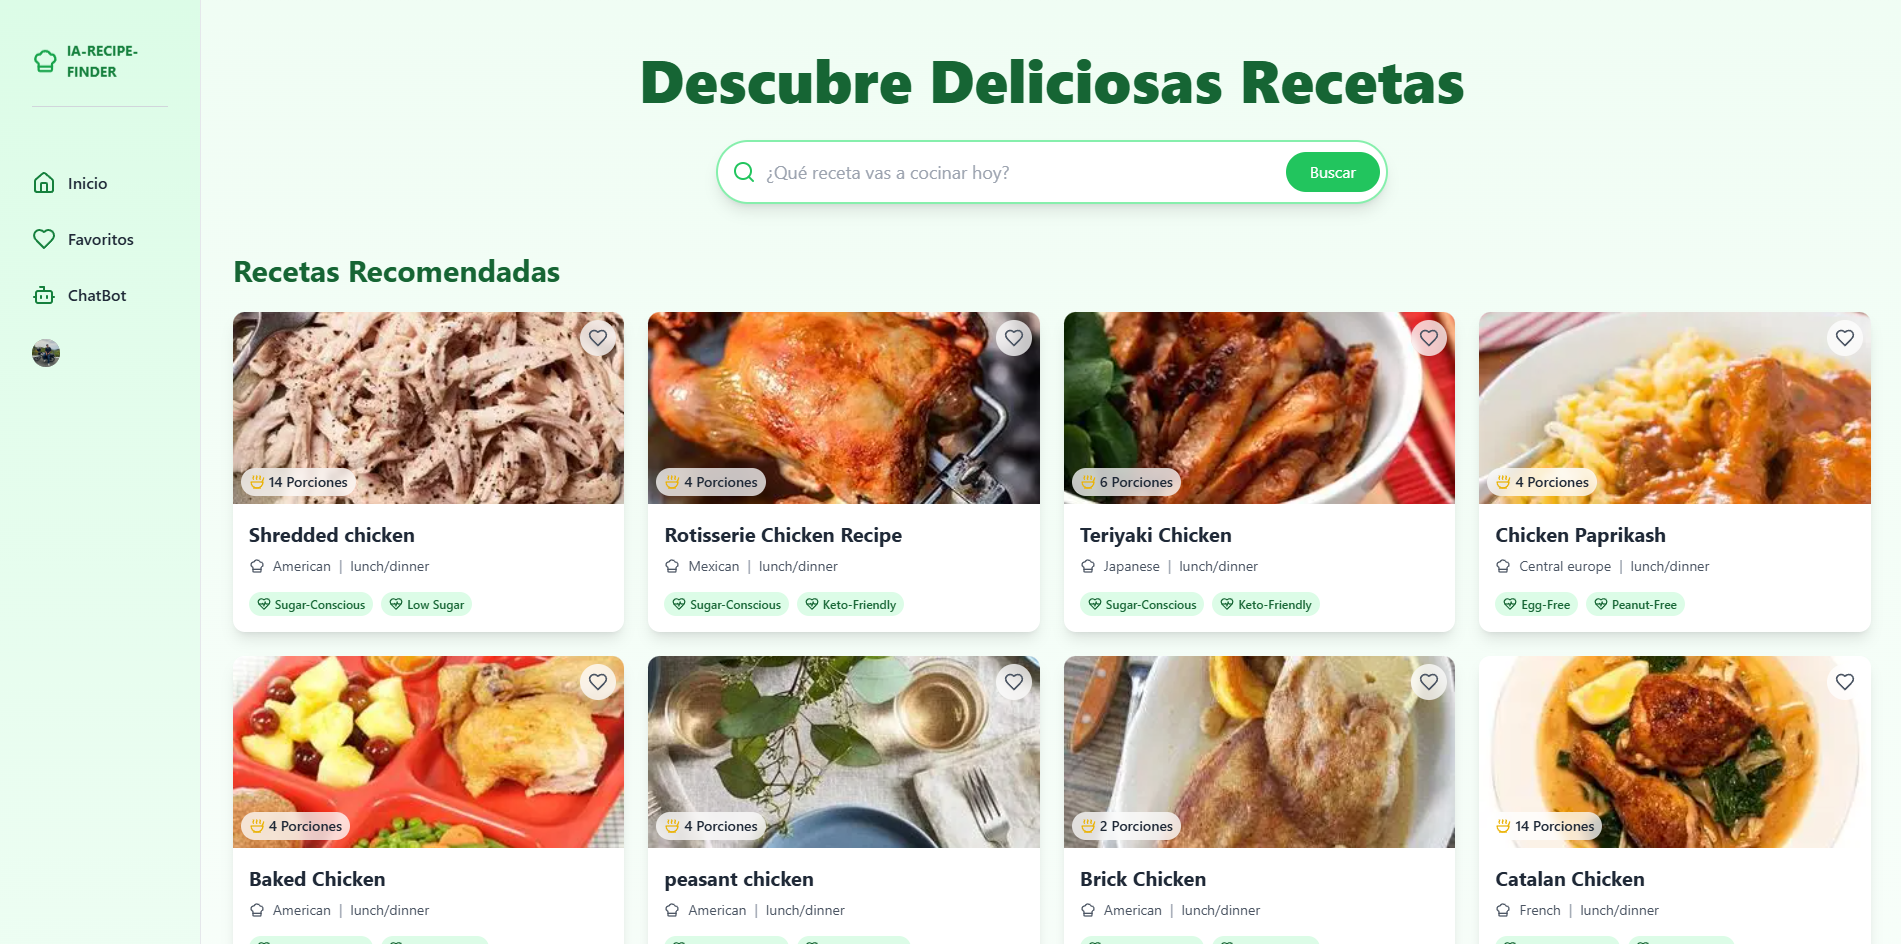 IA-RECIPE-
FINDER
Inicio
Favoritos
ChatBot
Descubre Deliciosas Recetas
¿Qué receta vas a cocinar hoy?
Buscar
Recetas Recomendadas
14 Porciones
Shredded chicken
American | lunch/dinner
Sugar-Conscious
Low Sugar
4 Porciones
Rotisserie Chicken Recipe
Mexican | lunch/dinner
Sugar-Conscious
Keto-Friendly
6 Porciones
Teriyaki Chicken
Japanese | lunch/dinner
Sugar-Conscious
Keto-Friendly
4 Porciones
Chicken Paprikash
Central europe | lunch/dinner
Egg-Free
Peanut-Free
4 Porciones
Baked Chicken
American | lunch/dinner
4 Porciones
peasant chicken
American | lunch/dinner
2 Porciones
Brick Chicken
American | lunch/dinner
14 Porciones
Catalan Chicken
French | lunch/dinner